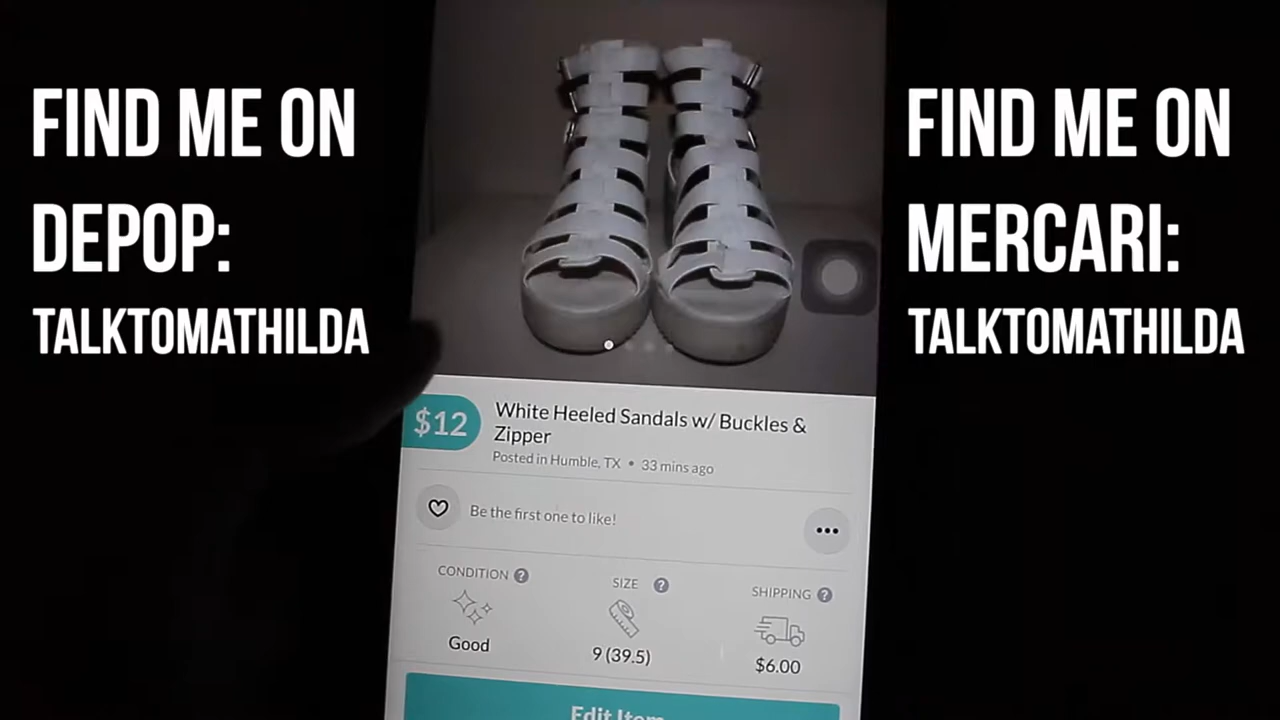 FIND ME ON
DEPOP:
TALKTOMATHILDA
FIND ME ON
MERCARI:
TALKTOMATHILDA
$12
White Heeled Sandals w/ Buckles &
Zipper
Posted in Humble, TX • 33 mins ago
Be the first one to like!
CONDITION ?
SIZE ?
SHIPPING ?
Good
9 (39.5)
$6.00
Edit Item